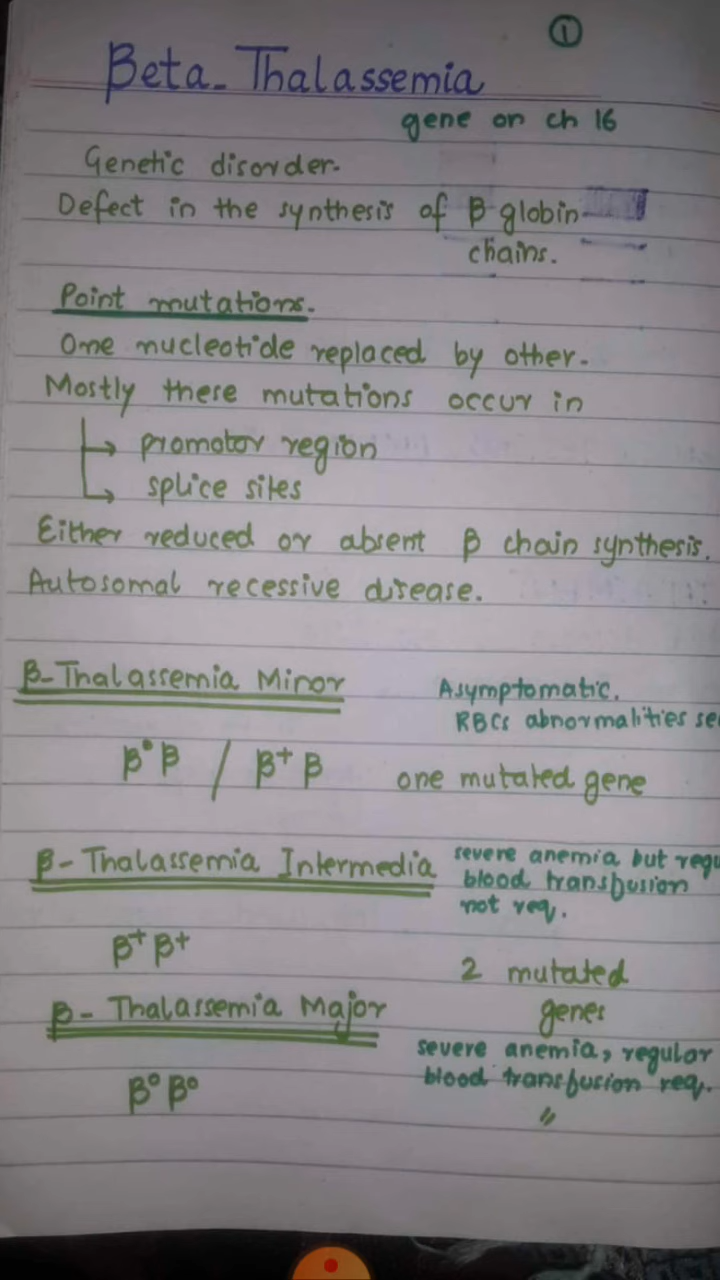 ①
Beta-Thalassemia
gene on ch 16
Genetic disorder.
Defect in the synthesis of β globin
chains.
Point mutations.
One nucleotide replaced by other.
Mostly these mutations occur in
→ promotor region
→ splice sites
Either reduced or absent β chain synthesis.
Autosomal recessive disease.
β-Thalassemia Minor
Asymptomatic.
RBCs abnormalities se
β°β / β⁺β one mutated gene
β-Thalassemia Intermedia
severe anemia but regu
blood transfusion
not req.
β⁺β⁺
2 mutated
genes
β-Thalassemia Major
severe anemia, regular
blood transfusion req.
β°β°
〃